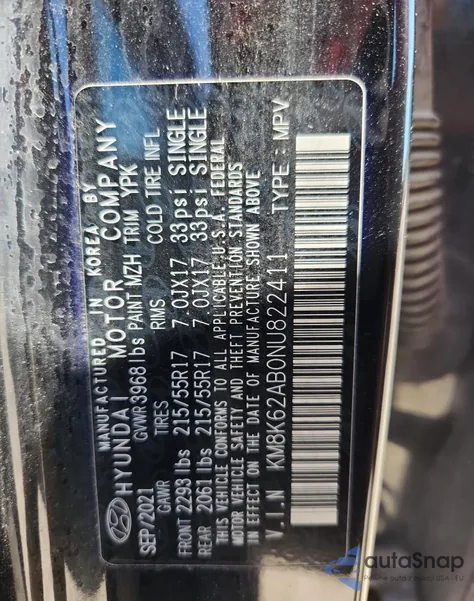 MANUFACTURED IN KOREA BY
HYUNDAI MOTOR COMPANY
SEP/2021 GVWR 3968 lbs PAINT MZH TRIM YPK
GAWR TIRES RIMS COLD TIRE INFL
FRONT 2293 lbs 215/55R17 7.0JX17 33psi SINGLE
REAR 2061 lbs 215/55R17 7.0JX17 33 psi SINGLE
THIS VEHICLE CONFORMS TO ALL APPLICABLE U.S.A. FEDERAL
MOTOR VEHICLE SAFETY AND THEFT PREVENTION STANDARDS
IN EFFECT ON THE DATE OF MANUFACTURE SHOWN ABOVE
V.I.N KM8K62AB0NU822411 TYPE - MPV
autaSnap